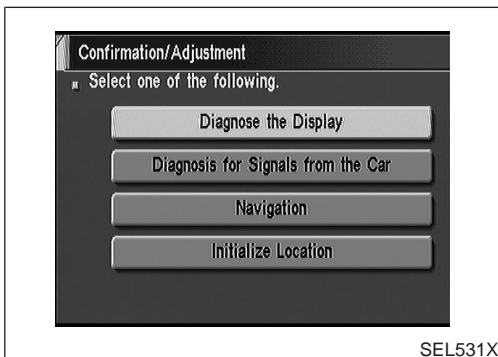 Confirmation/Adjustment
Select one of the following.
Diagnose the Display
Diagnosis for Signals from the Car
Navigation
Initialize Location
SEL531X